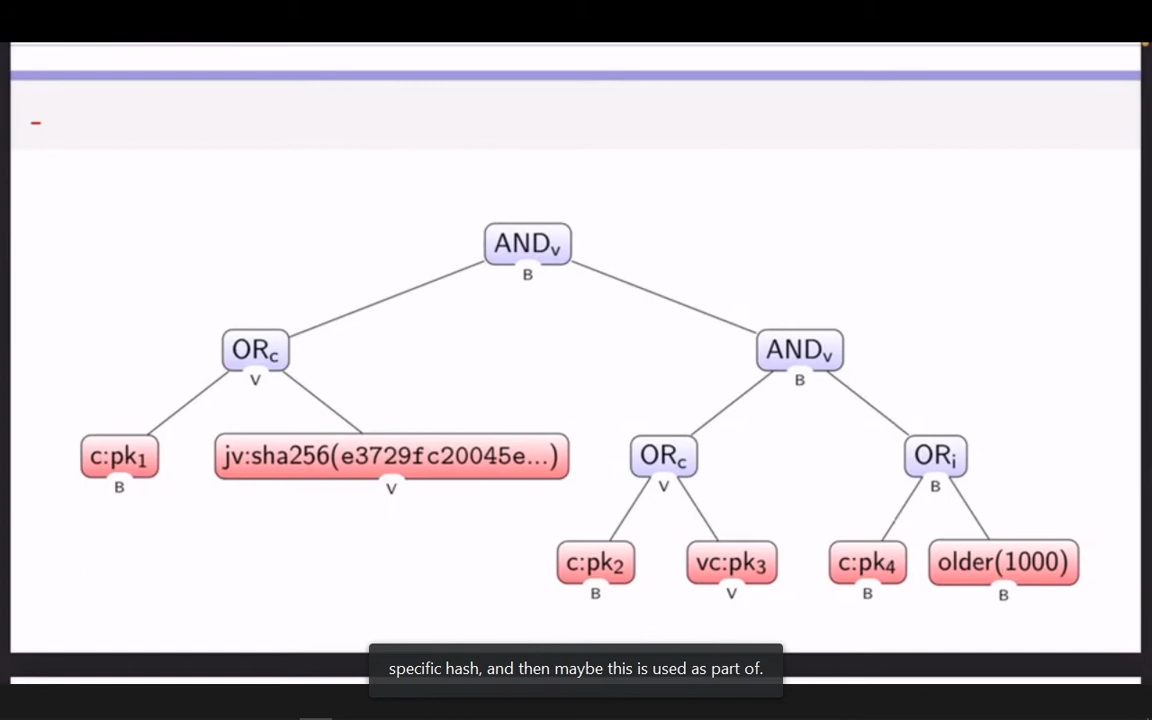 ANDv
B
ORc
V
ANDv
B
c:pk1
B
jv:sha256(e3729fc20045e...)
V
ORc
V
ORi
B
c:pk2
B
vc:pk3
V
c:pk4
B
older(1000)
B
specific hash, and then maybe this is used as part of.